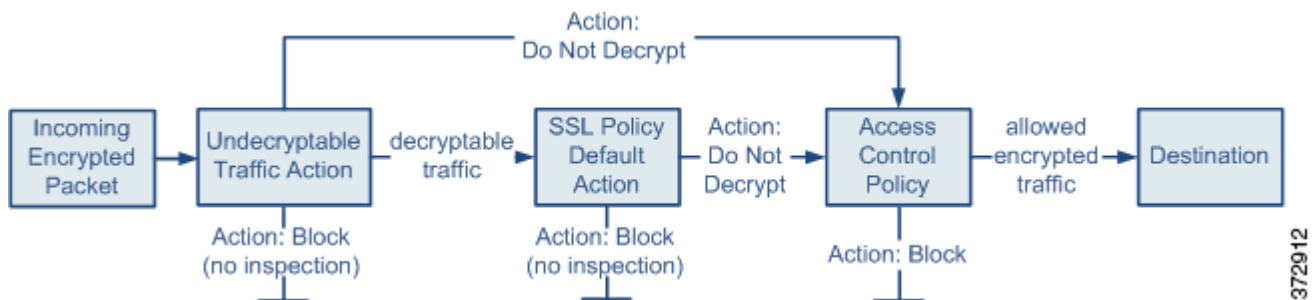 Action:
Do Not Decrypt
Incoming
Encrypted
Packet
Undecryptable
Traffic Action
decryptable
traffic
SSL Policy
Default
Action
Action:
Do Not
Decrypt
Access
Control
Policy
allowed
encrypted
traffic
Destination
Action: Block
(no inspection)
Action: Block
(no inspection)
Action: Block
372912